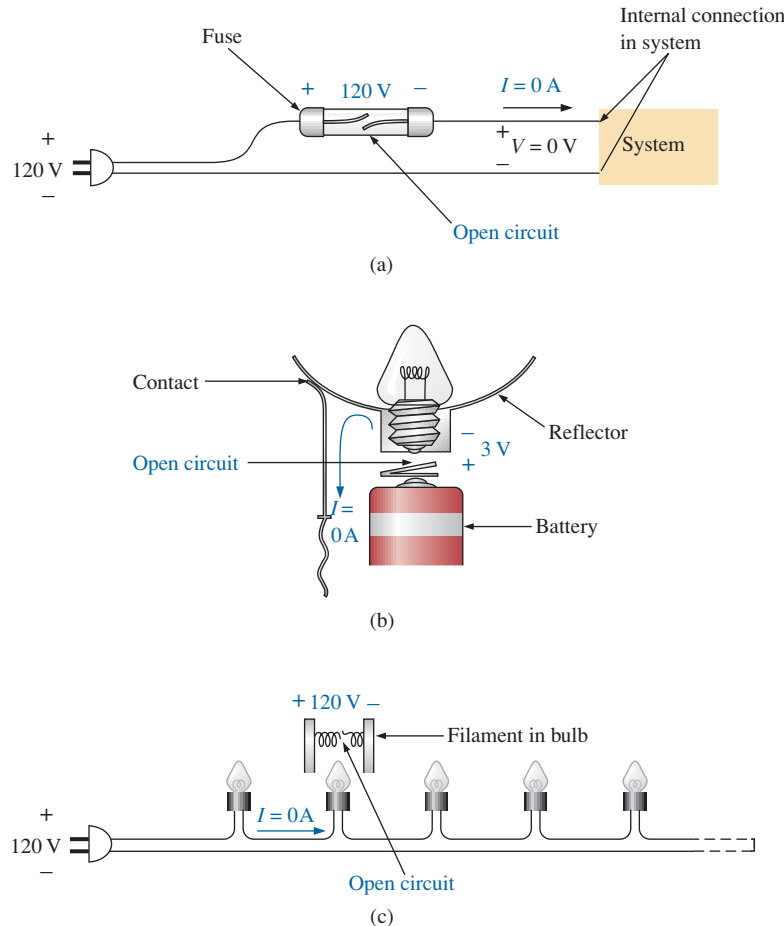 Internal connection
in system
Fuse
+ 120 V −
I = 0 A
+
120 V
−
+
V = 0 V
−
System
Open circuit
(a)
Contact
Reflector
−
3 V
+
Open circuit
I =
0 A
Battery
(b)
+ 120 V −
Filament in bulb
I = 0A
+
120 V
−
Open circuit
(c)